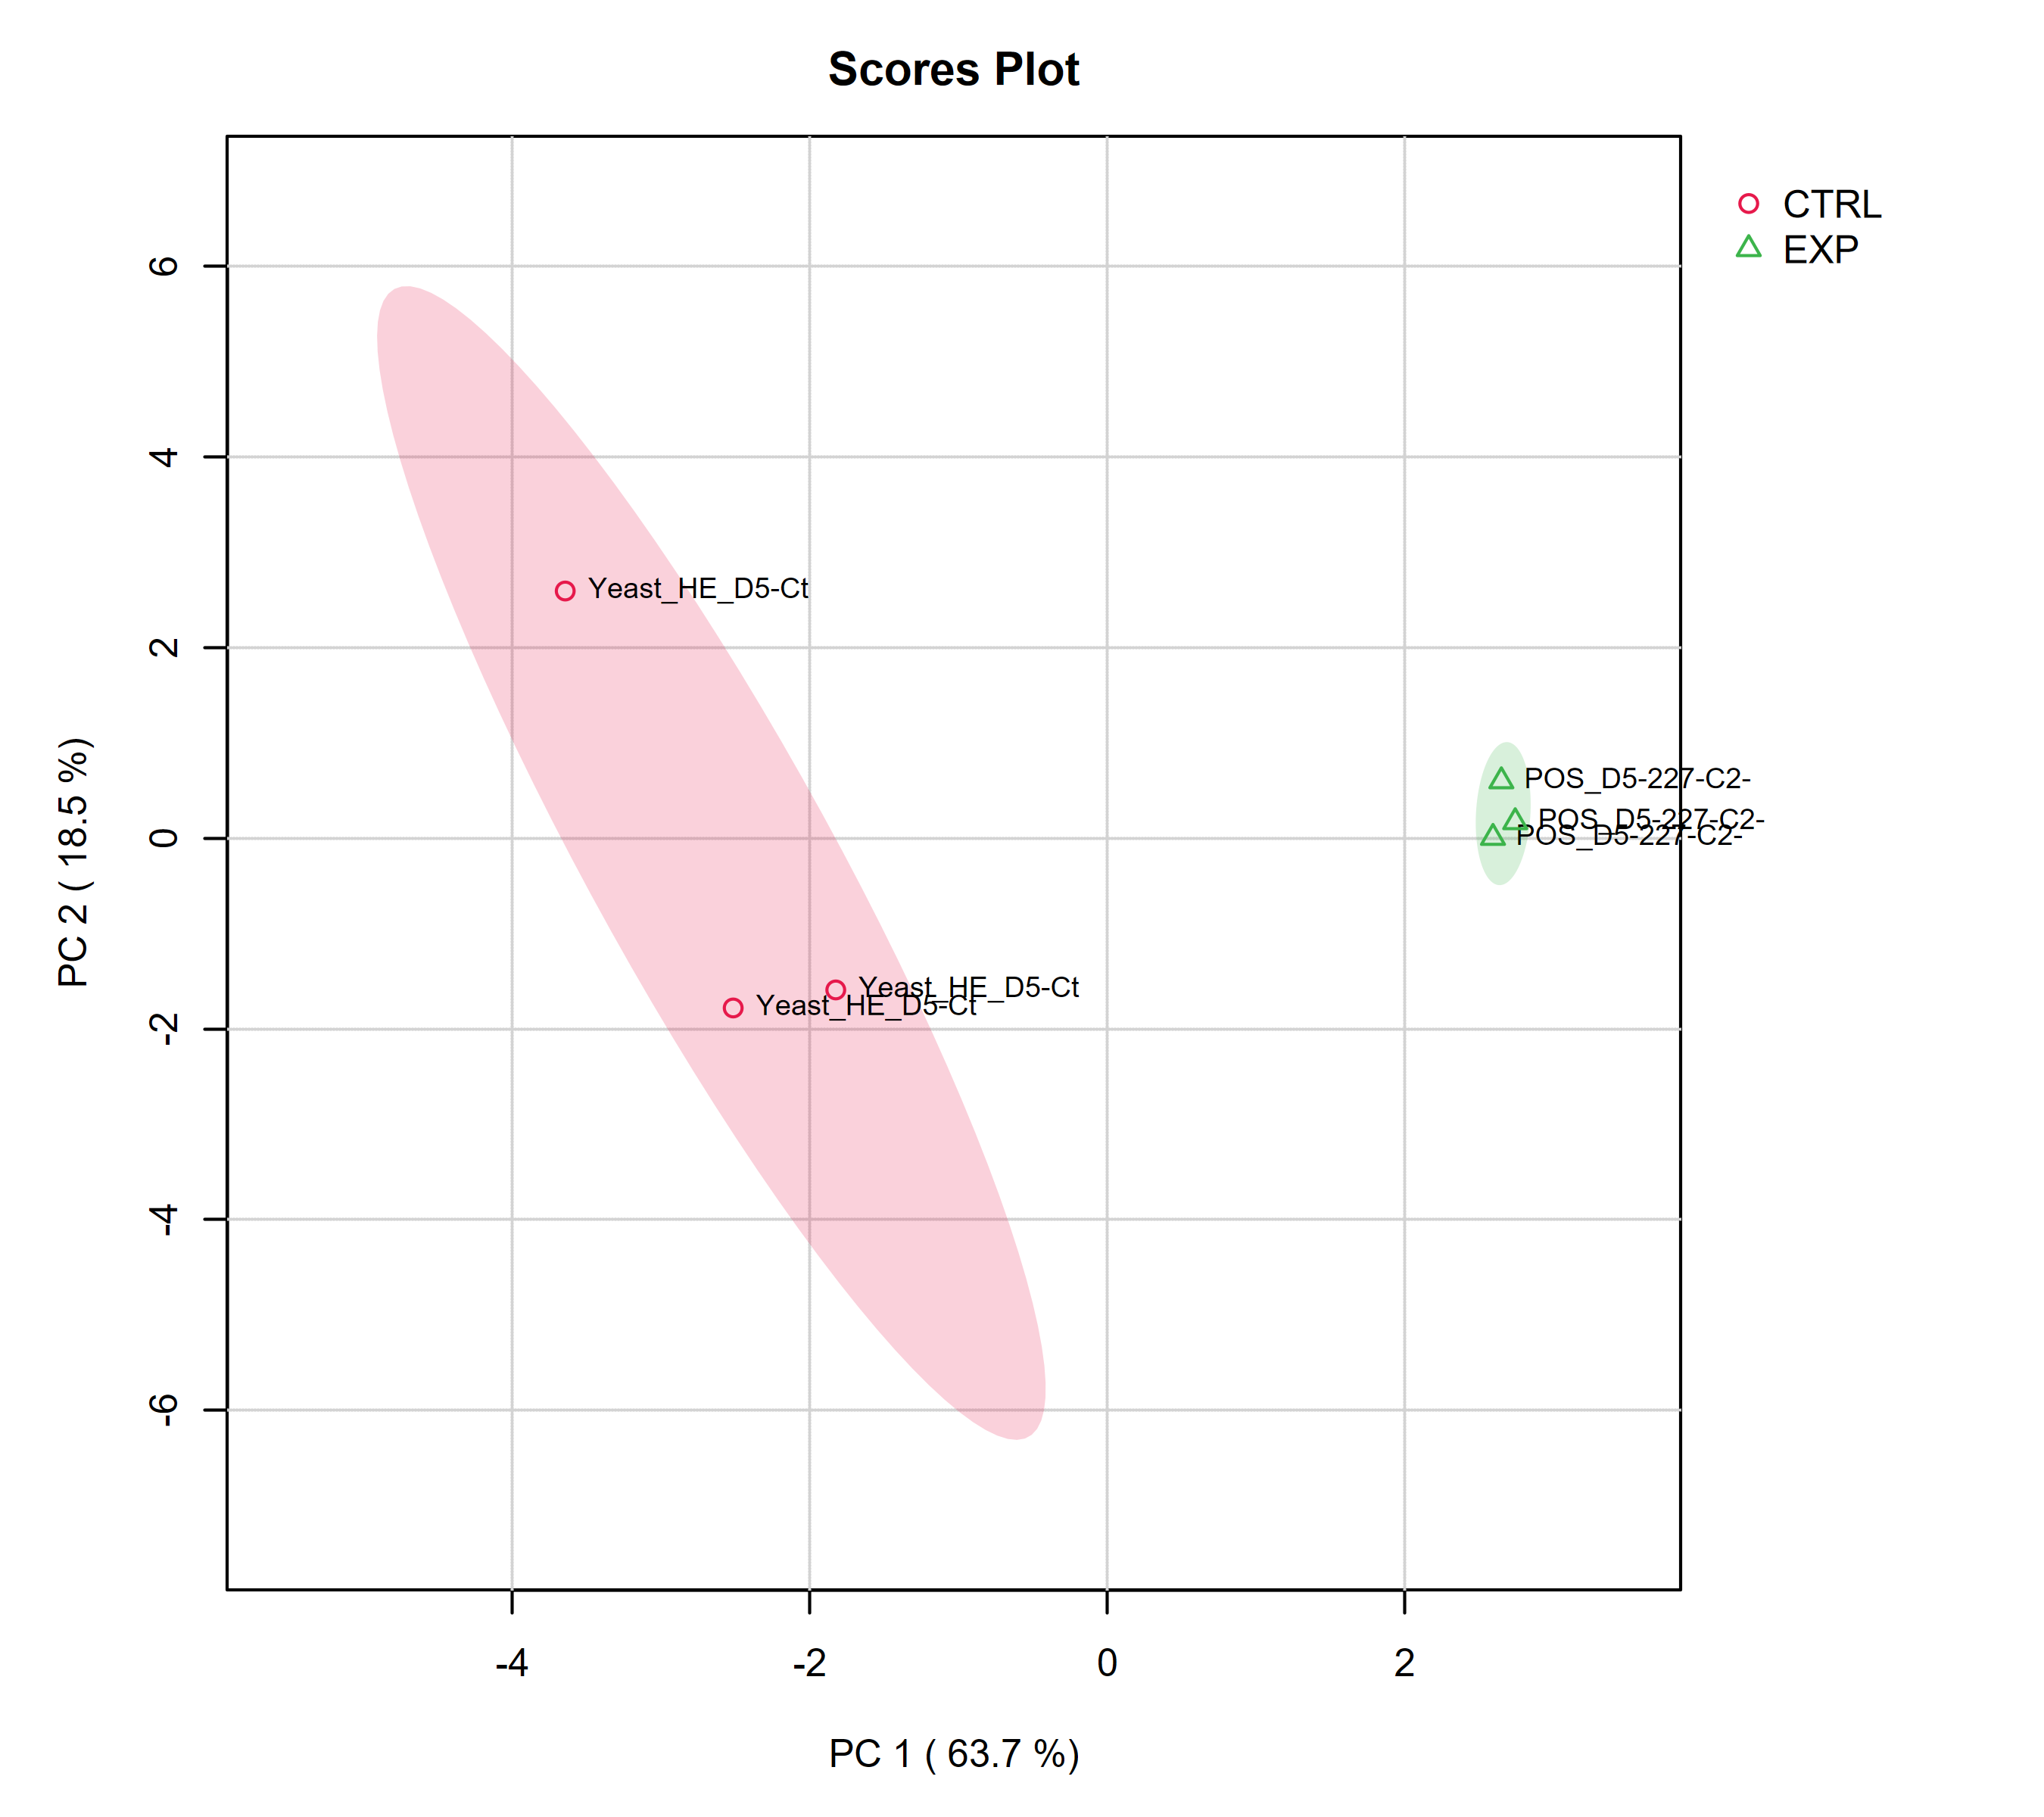 Scores Plot
CTRL
EXP
6
4
2
0
-2
-4
-6
PC 2 ( 18.5 %)
Yeast_HE_D5-Ct
POS_D5-227-C2-
POS_D5-227-C2-
POS_D5-227-C2-
Yeast_HE_D5-Ct
Yeast_HE_D5-Ct
-4
-2
0
2
PC 1 ( 63.7 %)